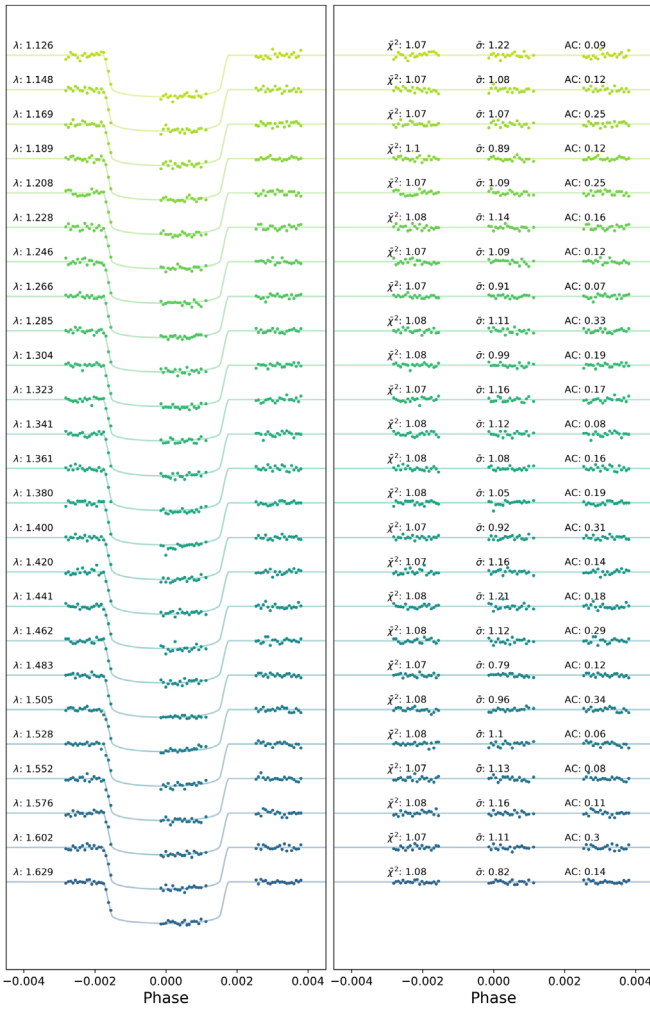 λ: 1.126 χ̄²: 1.07 σ̄: 1.22 AC: 0.09
λ: 1.148 χ̄²: 1.07 σ̄: 1.08 AC: 0.12
λ: 1.169 χ̄²: 1.07 σ̄: 1.07 AC: 0.25
λ: 1.189 χ̄²: 1.1 σ̄: 0.89 AC: 0.12
λ: 1.208 χ̄²: 1.07 σ̄: 1.09 AC: 0.25
λ: 1.228 χ̄²: 1.08 σ̄: 1.14 AC: 0.16
λ: 1.246 χ̄²: 1.07 σ̄: 1.09 AC: 0.12
λ: 1.266 χ̄²: 1.07 σ̄: 0.91 AC: 0.07
λ: 1.285 χ̄²: 1.08 σ̄: 1.11 AC: 0.33
λ: 1.304 χ̄²: 1.08 σ̄: 0.99 AC: 0.19
λ: 1.323 χ̄²: 1.07 σ̄: 1.16 AC: 0.17
λ: 1.341 χ̄²: 1.08 σ̄: 1.12 AC: 0.08
λ: 1.361 χ̄²: 1.08 σ̄: 1.08 AC: 0.16
λ: 1.380 χ̄²: 1.08 σ̄: 1.05 AC: 0.19
λ: 1.400 χ̄²: 1.07 σ̄: 0.92 AC: 0.31
λ: 1.420 χ̄²: 1.07 σ̄: 1.16 AC: 0.14
λ: 1.441 χ̄²: 1.08 σ̄: 1.21 AC: 0.18
λ: 1.462 χ̄²: 1.08 σ̄: 1.12 AC: 0.29
λ: 1.483 χ̄²: 1.07 σ̄: 0.79 AC: 0.12
λ: 1.505 χ̄²: 1.08 σ̄: 0.96 AC: 0.34
λ: 1.528 χ̄²: 1.08 σ̄: 1.1 AC: 0.06
λ: 1.552 χ̄²: 1.07 σ̄: 1.13 AC: 0.08
λ: 1.576 χ̄²: 1.08 σ̄: 1.16 AC: 0.11
λ: 1.602 χ̄²: 1.07 σ̄: 1.11 AC: 0.3
λ: 1.629 χ̄²: 1.08 σ̄: 0.82 AC: 0.14
−0.004 −0.002 0.000 0.002 0.004 −0.004 −0.002 0.000 0.002 0.004
Phase Phase